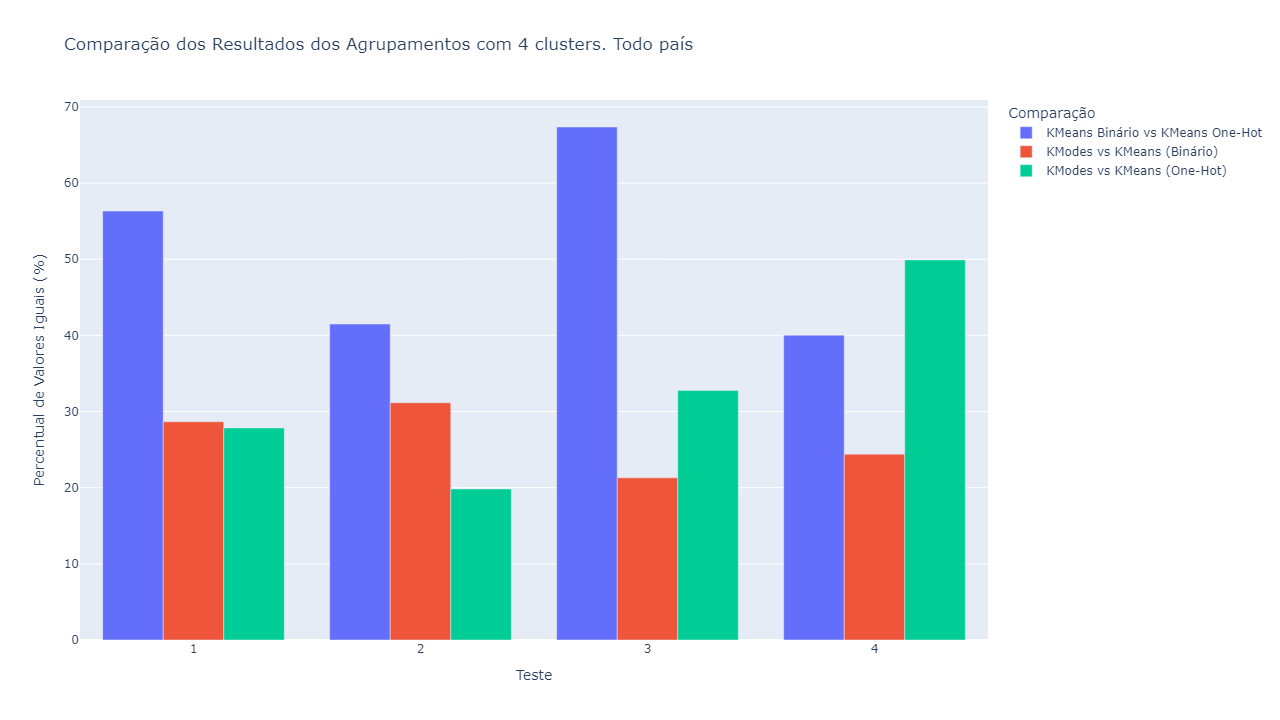 Comparação dos Resultados dos Agrupamentos com 4 clusters. Todo país
Percentual de Valores Iguais (%)
70
60
50
40
30
20
10
0
1
2
3
4
Teste
Comparação
KMeans Binário vs KMeans One-Hot
KModes vs KMeans (Binário)
KModes vs KMeans (One-Hot)